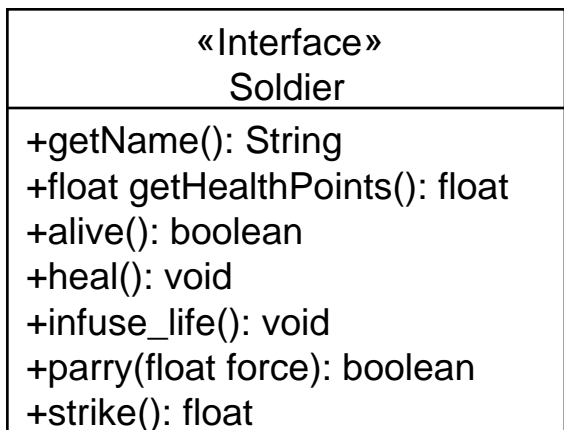 «Interface»
Soldier
+getName(): String
+float getHealthPoints(): float
+alive(): boolean
+heal(): void
+infuse_life(): void
+parry(float force): boolean
+strike(): float